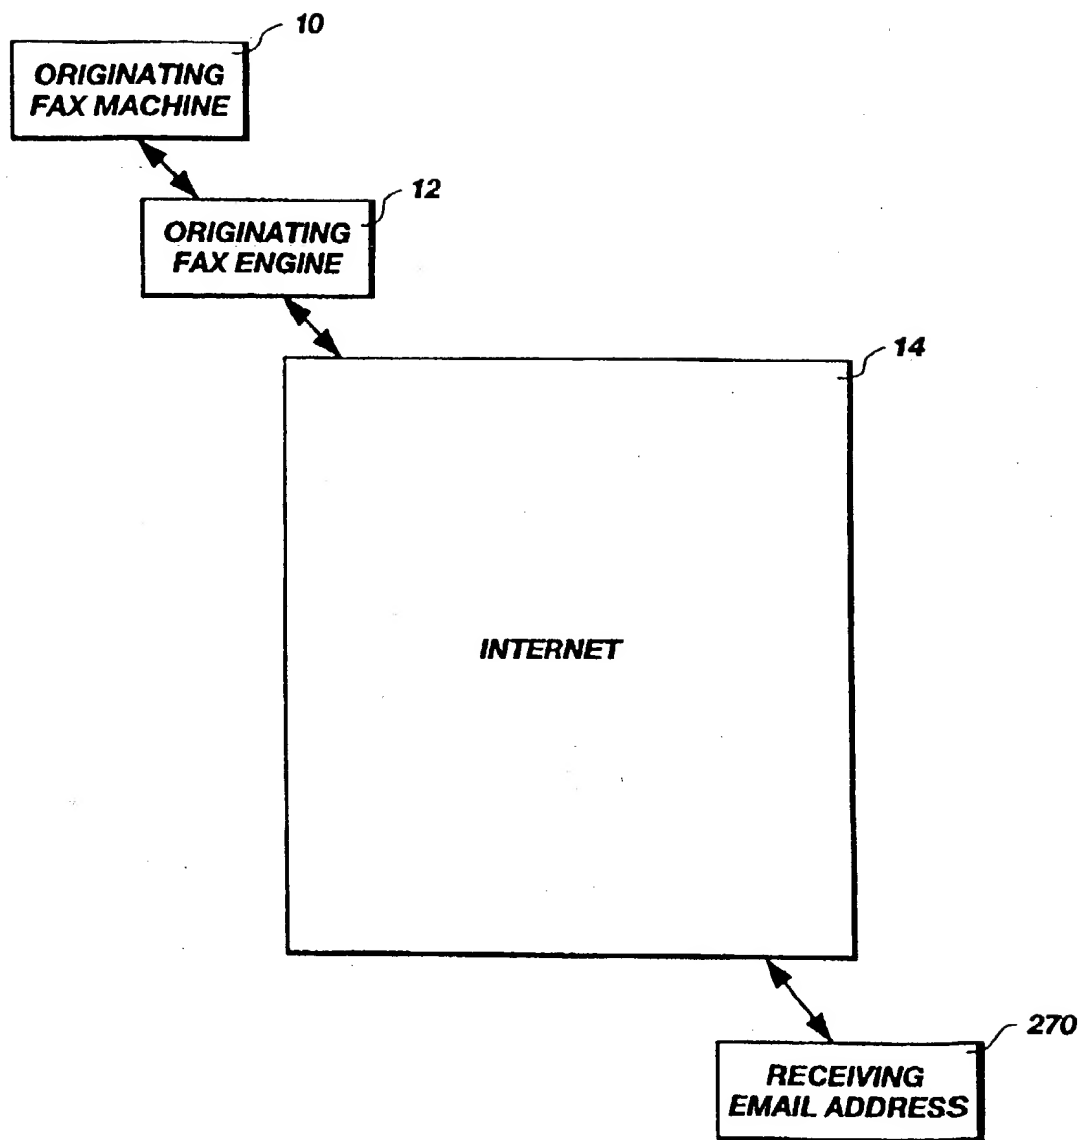 10
ORIGINATING
FAX MACHINE
12
ORIGINATING
FAX ENGINE
14
INTERNET
270
RECEIVING
EMAIL ADDRESS